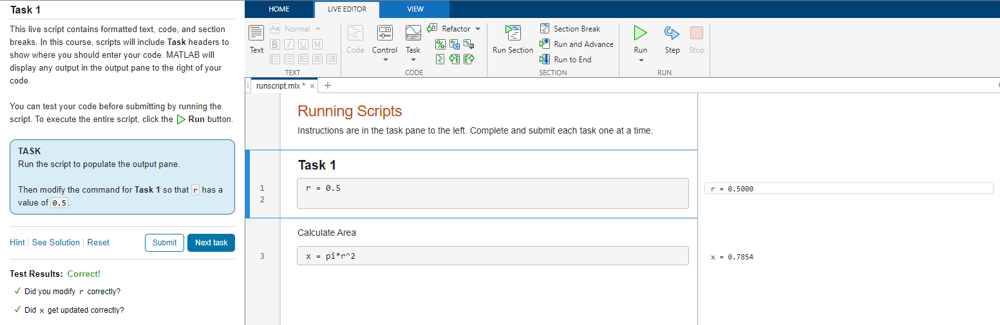 Task 1
This live script contains formatted text, code, and section
breaks. In this course, scripts will include Task headers to
show where you should enter your code. MATLAB will
display any output in the output pane to the right of your
code.
You can test your code before submitting by running the
script. To execute the entire script, click the Run button.
TASK
Run the script to populate the output pane.
Then modify the command for Task 1 so that r has a
value of 0.5.
Hint See Solution Reset Submit Next task
Test Results: Correct!
✓ Did you modify r correctly?
✓ Did x get updated correctly?
HOME LIVE EDITOR VIEW
Text
Aa Normal
B I U M
TEXT
Code Control Task
Refactor
CODE
Run Section
Section Break
Run and Advance
Run to End
SECTION
Run Step Stop
RUN
runscript.mlx * × +
Running Scripts
Instructions are in the task pane to the left. Complete and submit each task one at a time.
Task 1
1 r = 0.5
2
r = 0.5000
Calculate Area
3 x = pi*r^2
x = 0.7854